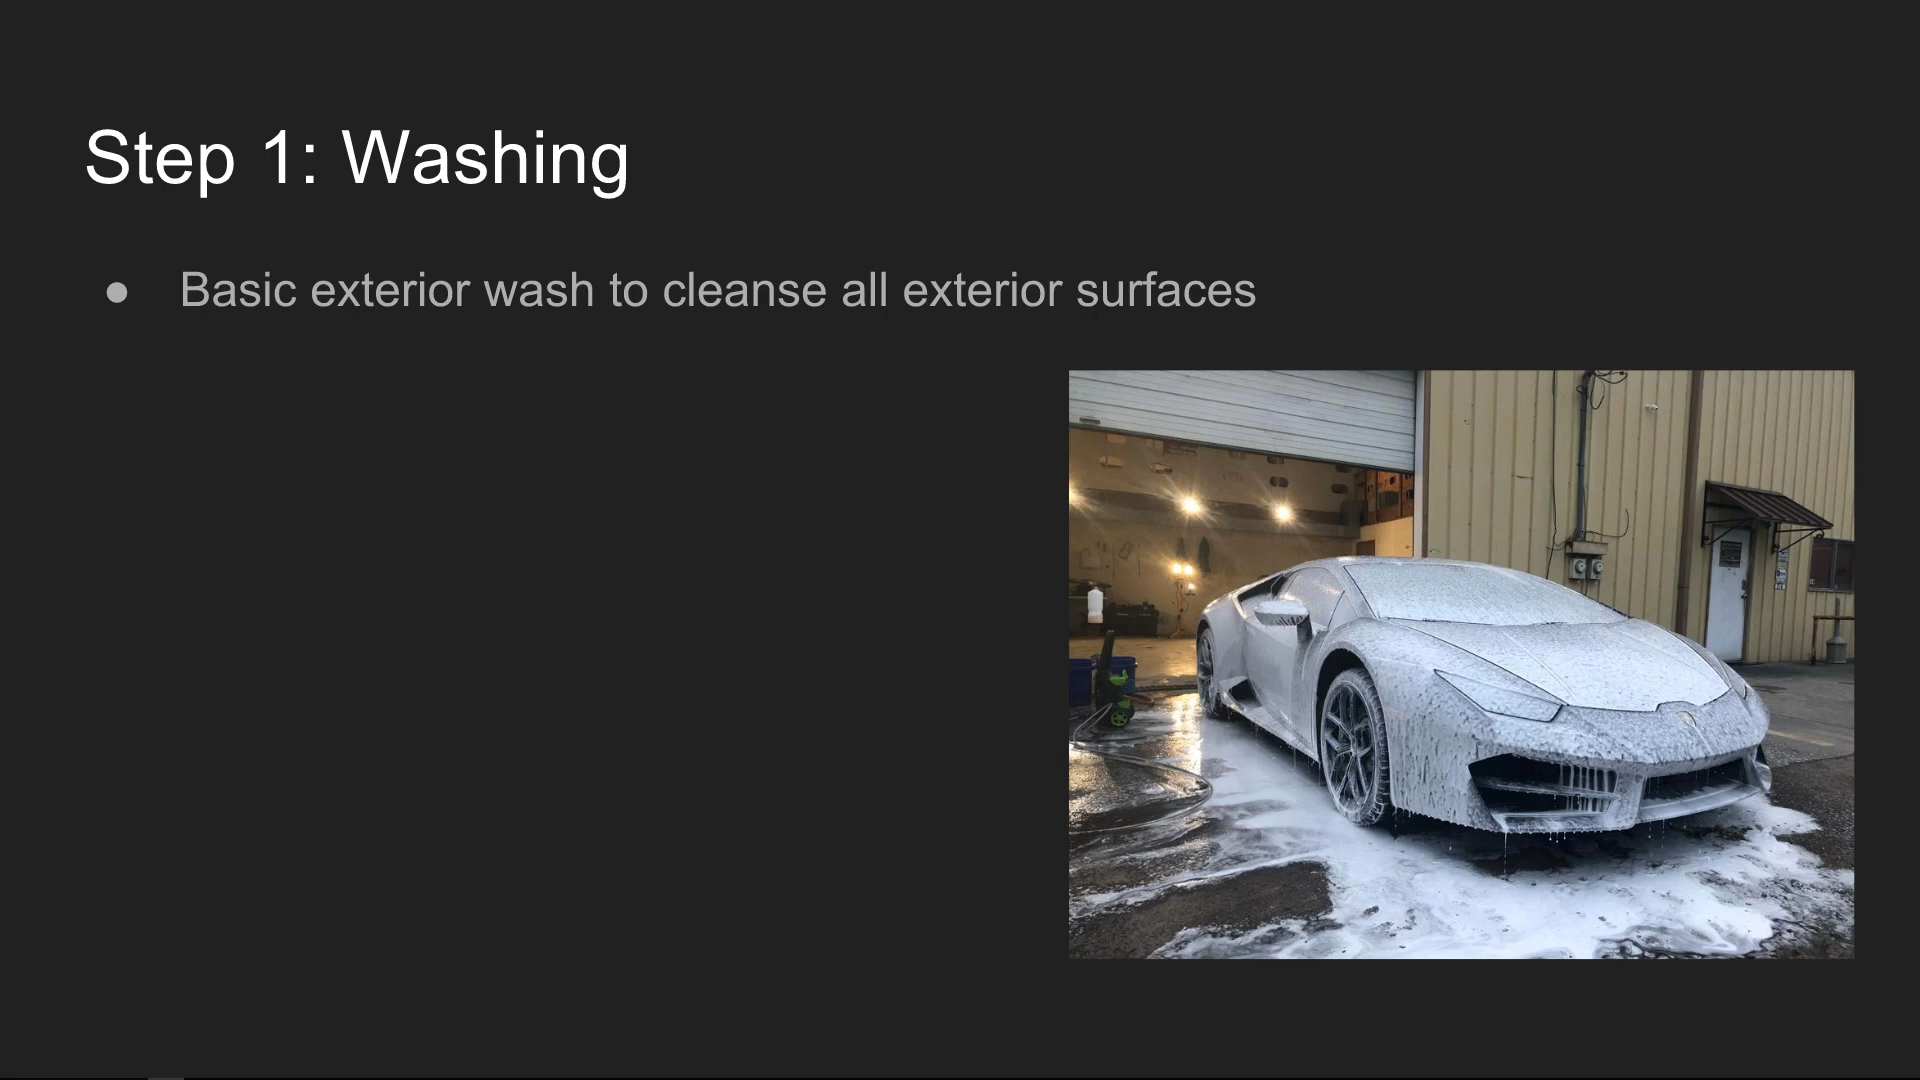 Step 1: Washing
● Basic exterior wash to cleanse all exterior surfaces